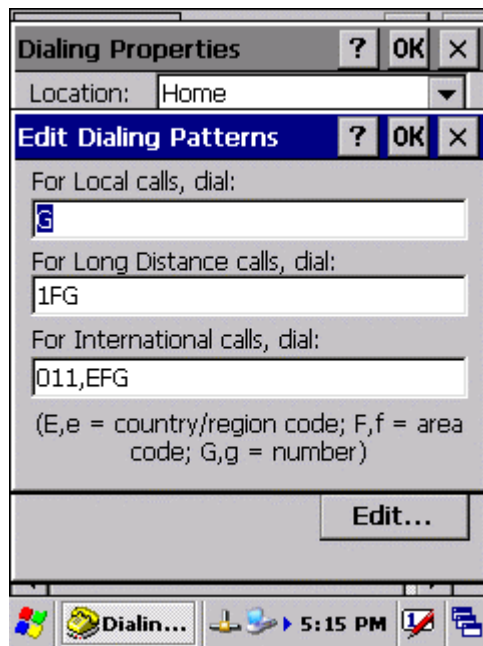 Dialing Properties ? OK ×
Location: Home
Edit Dialing Patterns ? OK ×
For Local calls, dial:
G
For Long Distance calls, dial:
1FG
For International calls, dial:
011,EFG
(E,e = country/region code; F,f = area
code; G,g = number)
Edit...
Dialin... 5:15 PM